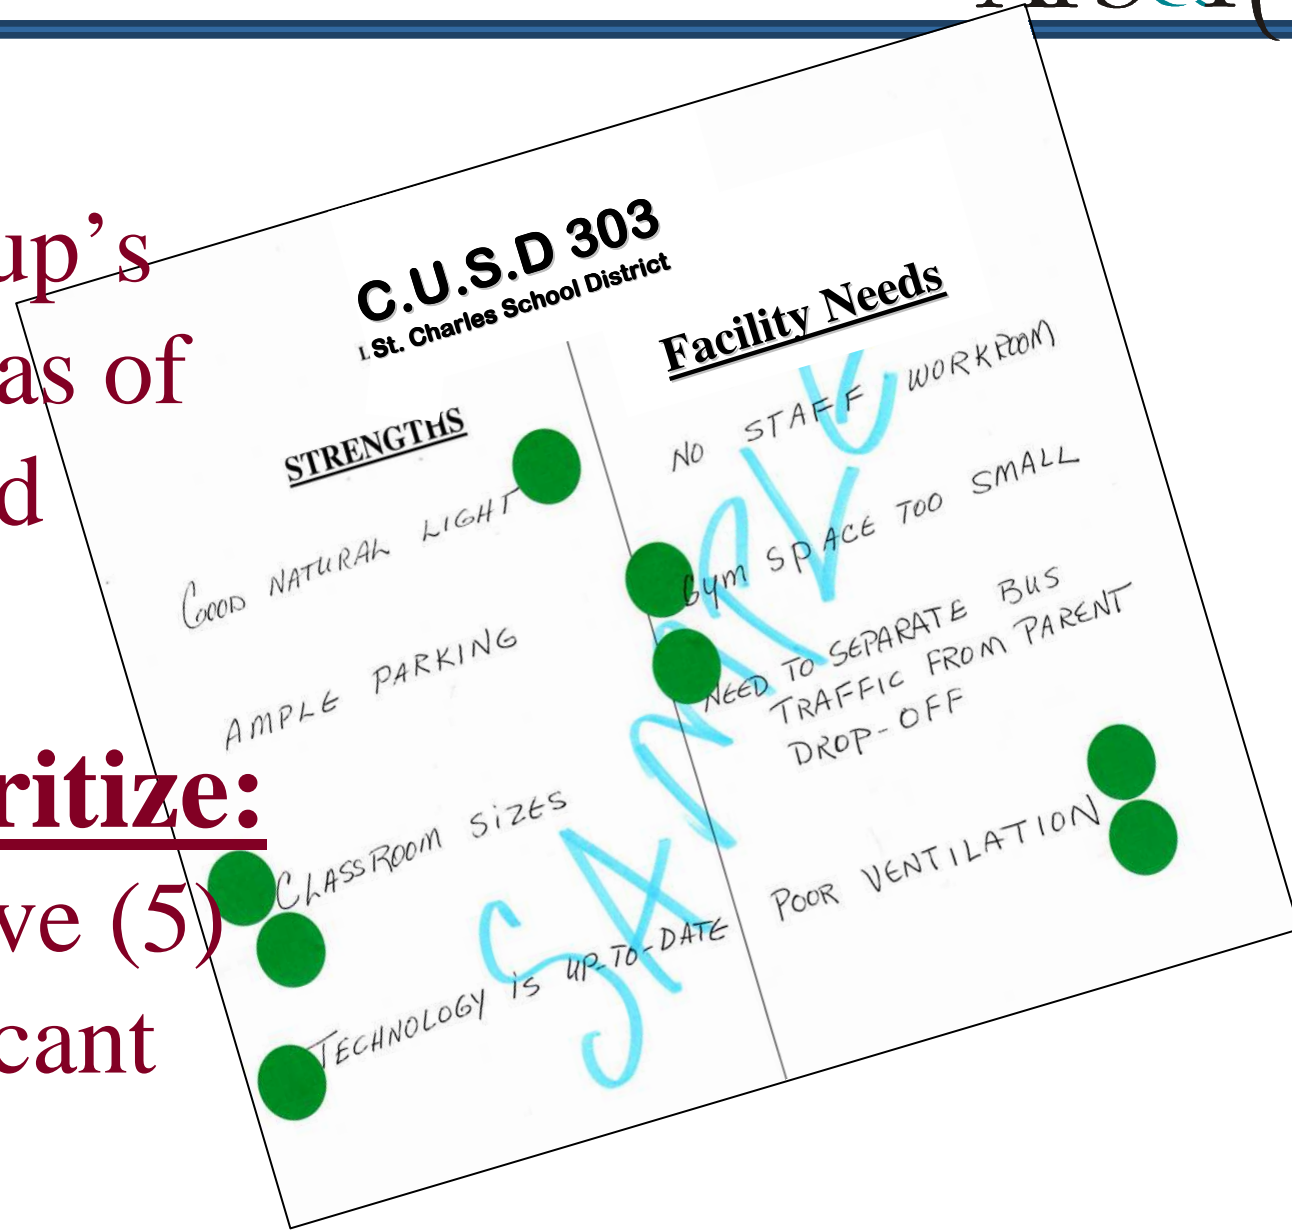 up’s
as of
d
ritize:
ve (5)
cant
C.U.S.D 303
St. Charles School District
STRENGTHS
GOOD NATURAL LIGHT
AMPLE PARKING
CLASSROOM SIZES
TECHNOLOGY IS UP-TO-DATE
Facility Needs
NO STAFF WORKROOM
Gym SPACE TOO SMALL
NEED TO SEPARATE BUS
TRAFFIC FROM PARENT
DROP-OFF
POOR VENTILATION
SAMPLE